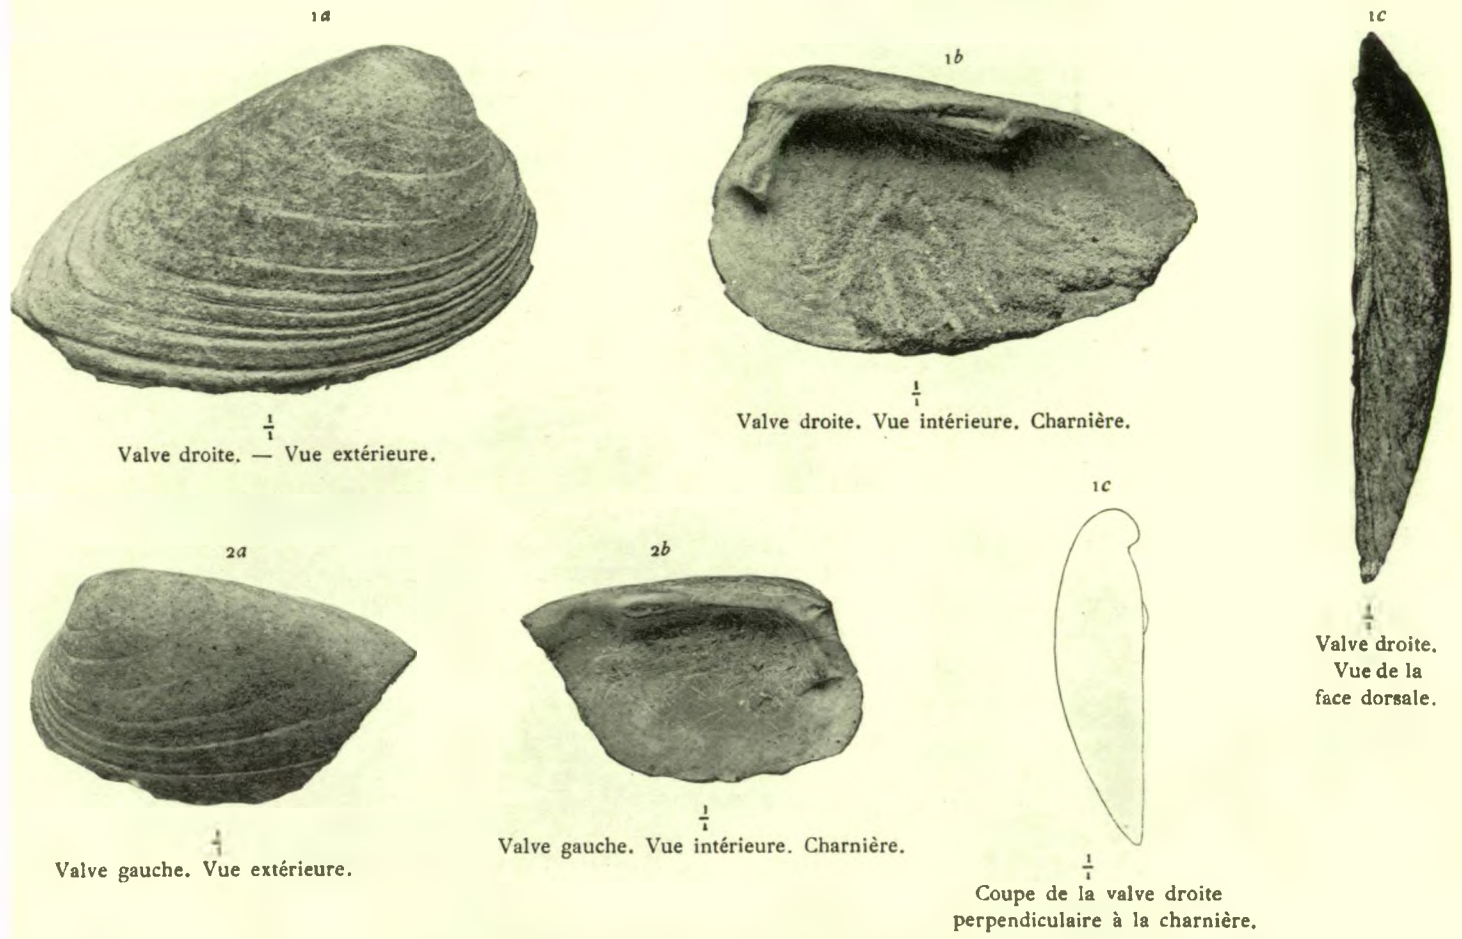 1a
1b
1c
1/1
Valve droite. — Vue extérieure.
1/1
Valve droite. Vue intérieure. Charnière.
1/1
Valve droite.
Vue de la
face dorsale.
2a
2b
1c
1/1
Valve gauche. Vue extérieure.
1/1
Valve gauche. Vue intérieure. Charnière.
1/1
Coupe de la valve droite
perpendiculaire à la charnière.